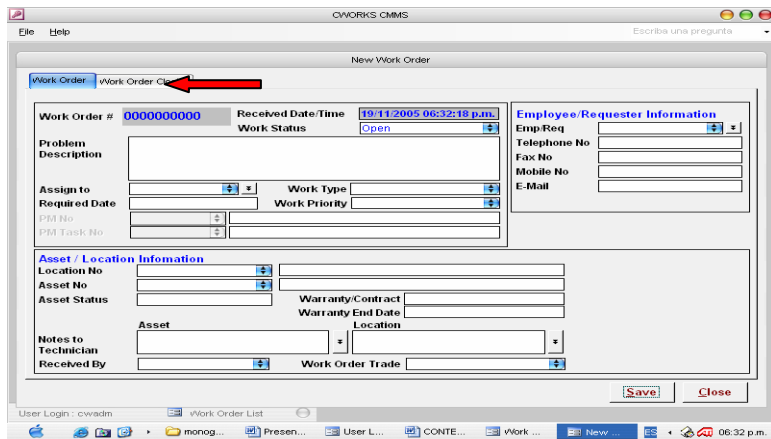 CWORKS CMMS
File Help
Escriba una pregunta
New Work Order
Work Order Work Order
Work Order # 0000000000 Received Date/Time 19/11/2005 06:32:18 p.m.
Work Status Open
Problem Description
Assign to Work Type
Required Date Work Priority
PM No
PM Task No
Employee/Requester Information
Emp/Req
Telephone No
Fax No
Mobile No
E-Mail
Asset / Location Infomation
Location No
Asset No
Asset Status Warranty/Contract
Warranty End Date
Asset Location
Notes to Technician
Received By Work Order Trade
Save Close
User Login : cwadm Work Order List
monog... Presen... User L... CONTE... Work ... New ... ES 06:32 p.m.